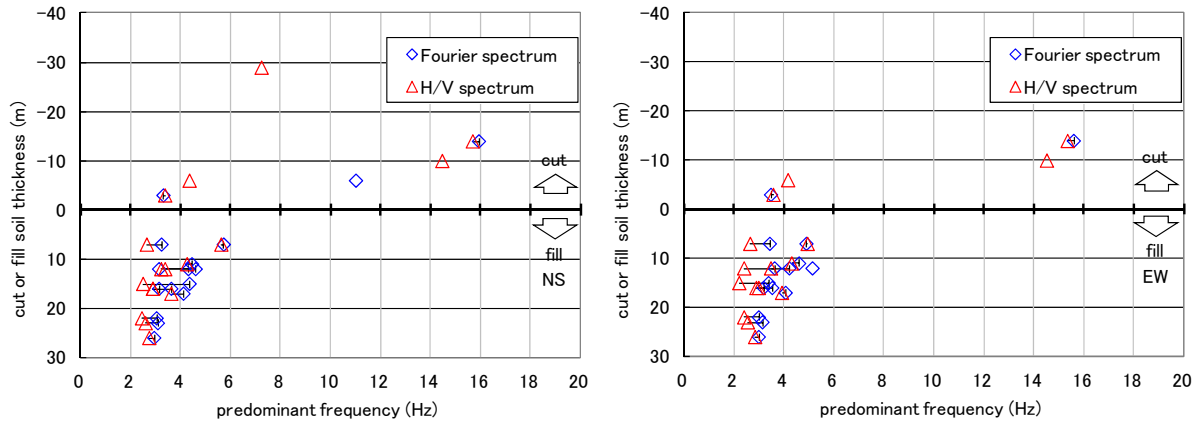 -40
-30
-20
-10
0
10
20
30
cut or fill soil thickness (m)
Fourier spectrum
H/V spectrum
cut
fill
NS
0 2 4 6 8 10 12 14 16 18 20
predominant frequency (Hz)
-40
-30
-20
-10
0
10
20
30
cut or fill soil thickness (m)
Fourier spectrum
H/V spectrum
cut
fill
EW
0 2 4 6 8 10 12 14 16 18 20
predominant frequency (Hz)